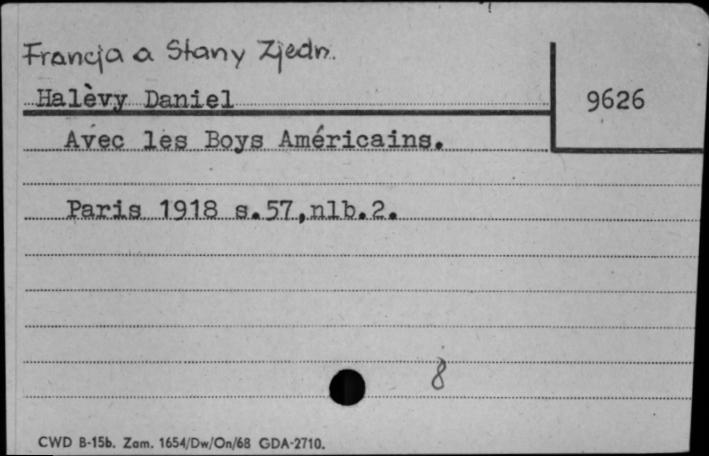 Francja a Stany Zjedn.
Halèvy Daniel
9626
Avec les Boys Américains.
Paris 1918 s.57,nlb.2.
8
CWD B-15b. Zam. 1654/Dw/On/68 GDA-2710.